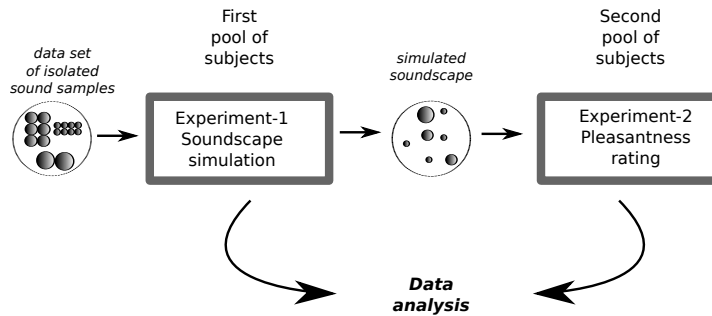 First
pool of
subjects
Second
pool of
subjects
data set
of isolated
sound samples
simulated
soundscape
Experiment-1
Soundscape
simulation
Experiment-2
Pleasantness
rating
Data
analysis